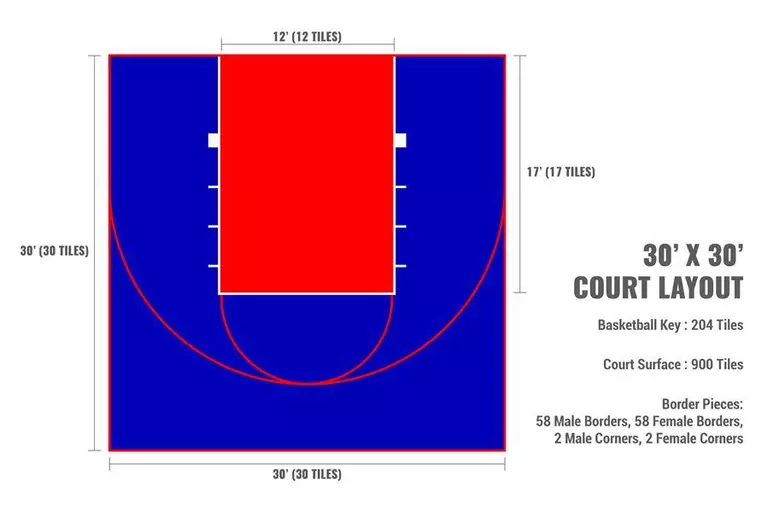 12' (12 TILES)
17' (17 TILES)
30' (30 TILES)
30' X 30'
COURT LAYOUT
Basketball Key : 204 Tiles
Court Surface : 900 Tiles
Border Pieces:
58 Male Borders, 58 Female Borders,
2 Male Corners, 2 Female Corners
30' (30 TILES)